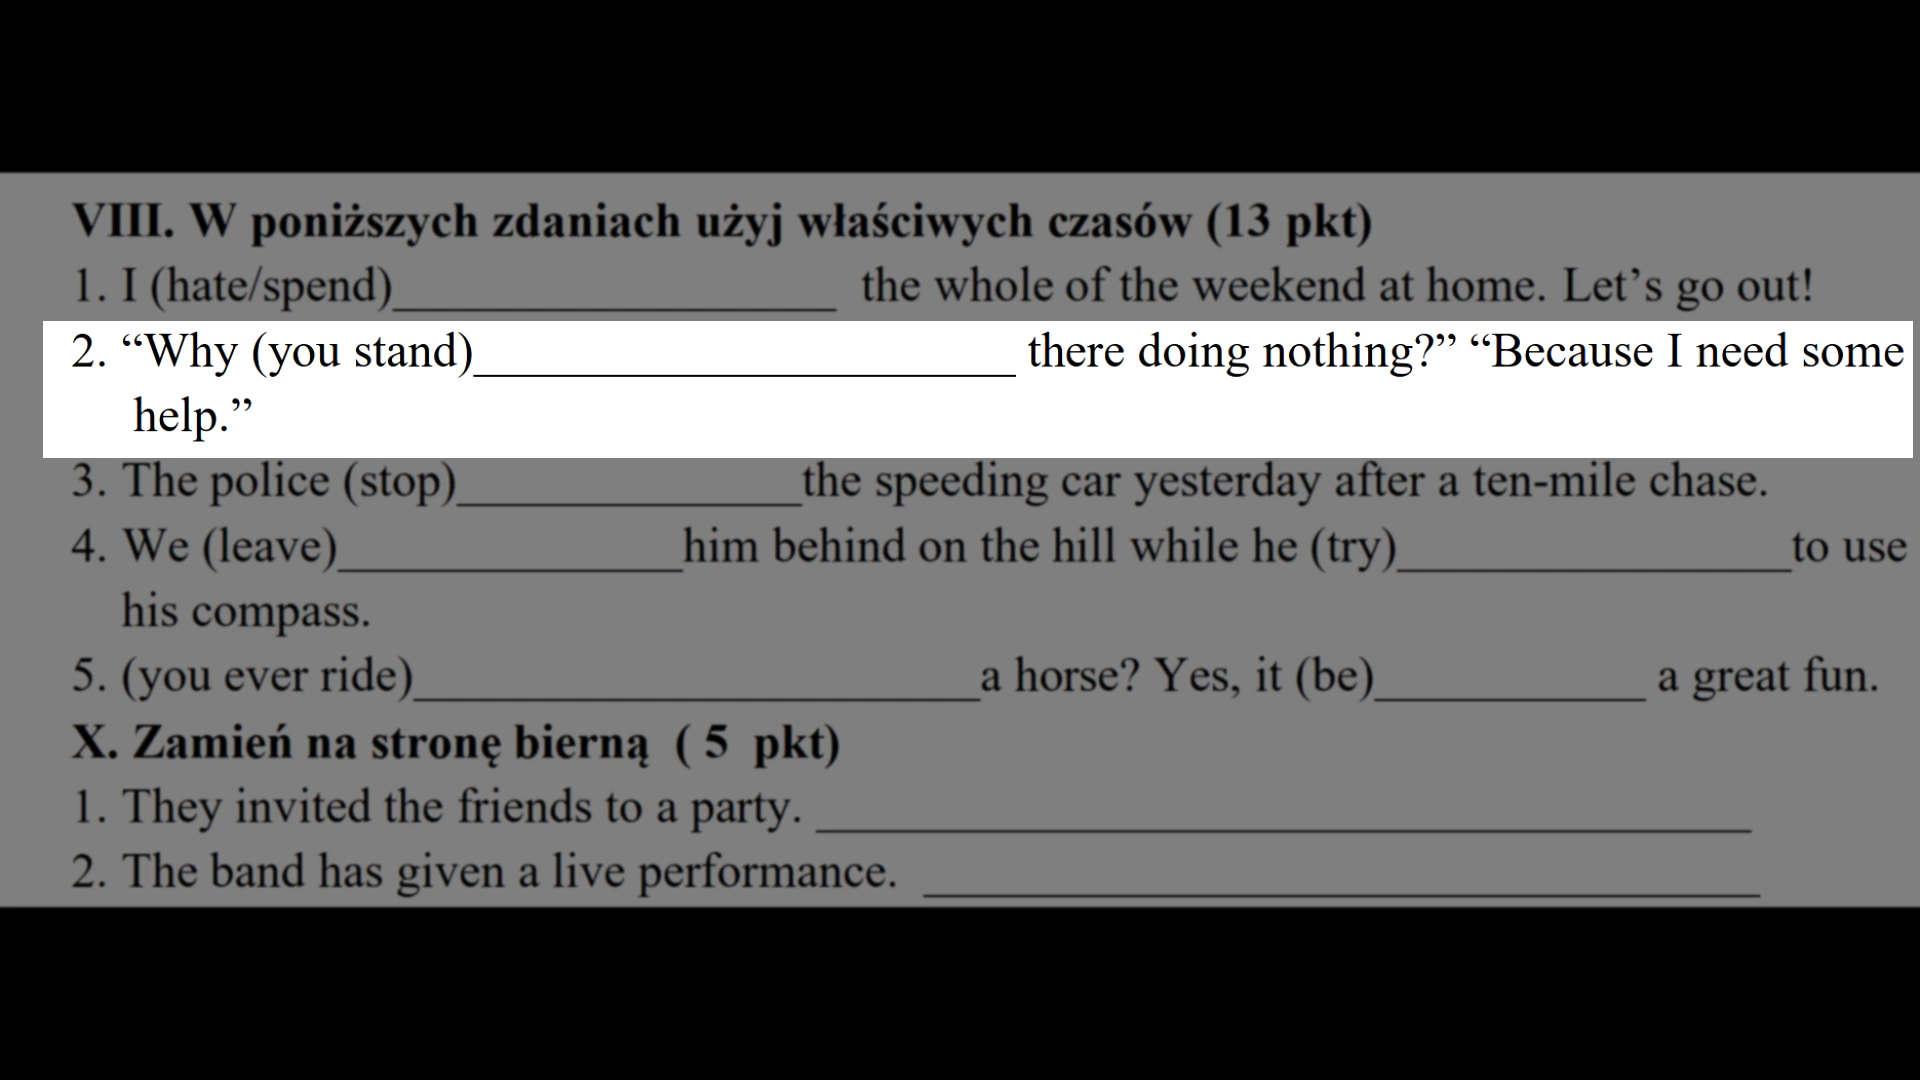 VIII. W poniższych zdaniach użyj właściwych czasów (13 pkt)
1. I (hate/spend)__________________ the whole of the weekend at home. Let’s go out!
2. “Why (you stand)______________________ there doing nothing?” “Because I need some
help.”
3. The police (stop)______________the speeding car yesterday after a ten-mile chase.
4. We (leave)______________him behind on the hill while he (try)________________to use
his compass.
5. (you ever ride)_______________________a horse? Yes, it (be)___________ a great fun.
X. Zamień na stronę bierną ( 5 pkt)
1. They invited the friends to a party. ______________________________________
2. The band has given a live performance. __________________________________